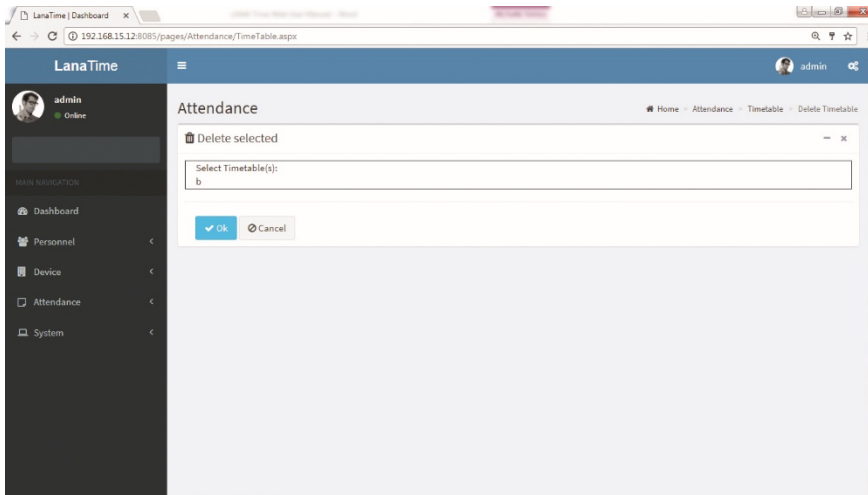 LanaTime | Dashboard
192.168.15.12:8085/pages/Attendance/TimeTable.aspx
LanaTime
admin
admin
Online
Attendance
Home > Attendance > Timetable > Delete Timetable
Delete selected
Select Timetable(s):
b
MAIN NAVIGATION
Dashboard
Ok
Cancel
Personnel
Device
Attendance
System